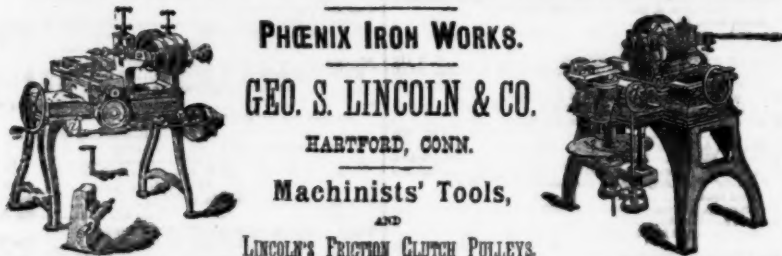 PHŒNIX IRON WORKS.
GEO. S. LINCOLN & CO.
HARTFORD, CONN.
Machinists' Tools,
AND
LINCOLN'S FRICTION CLUTCH PULLEYS.